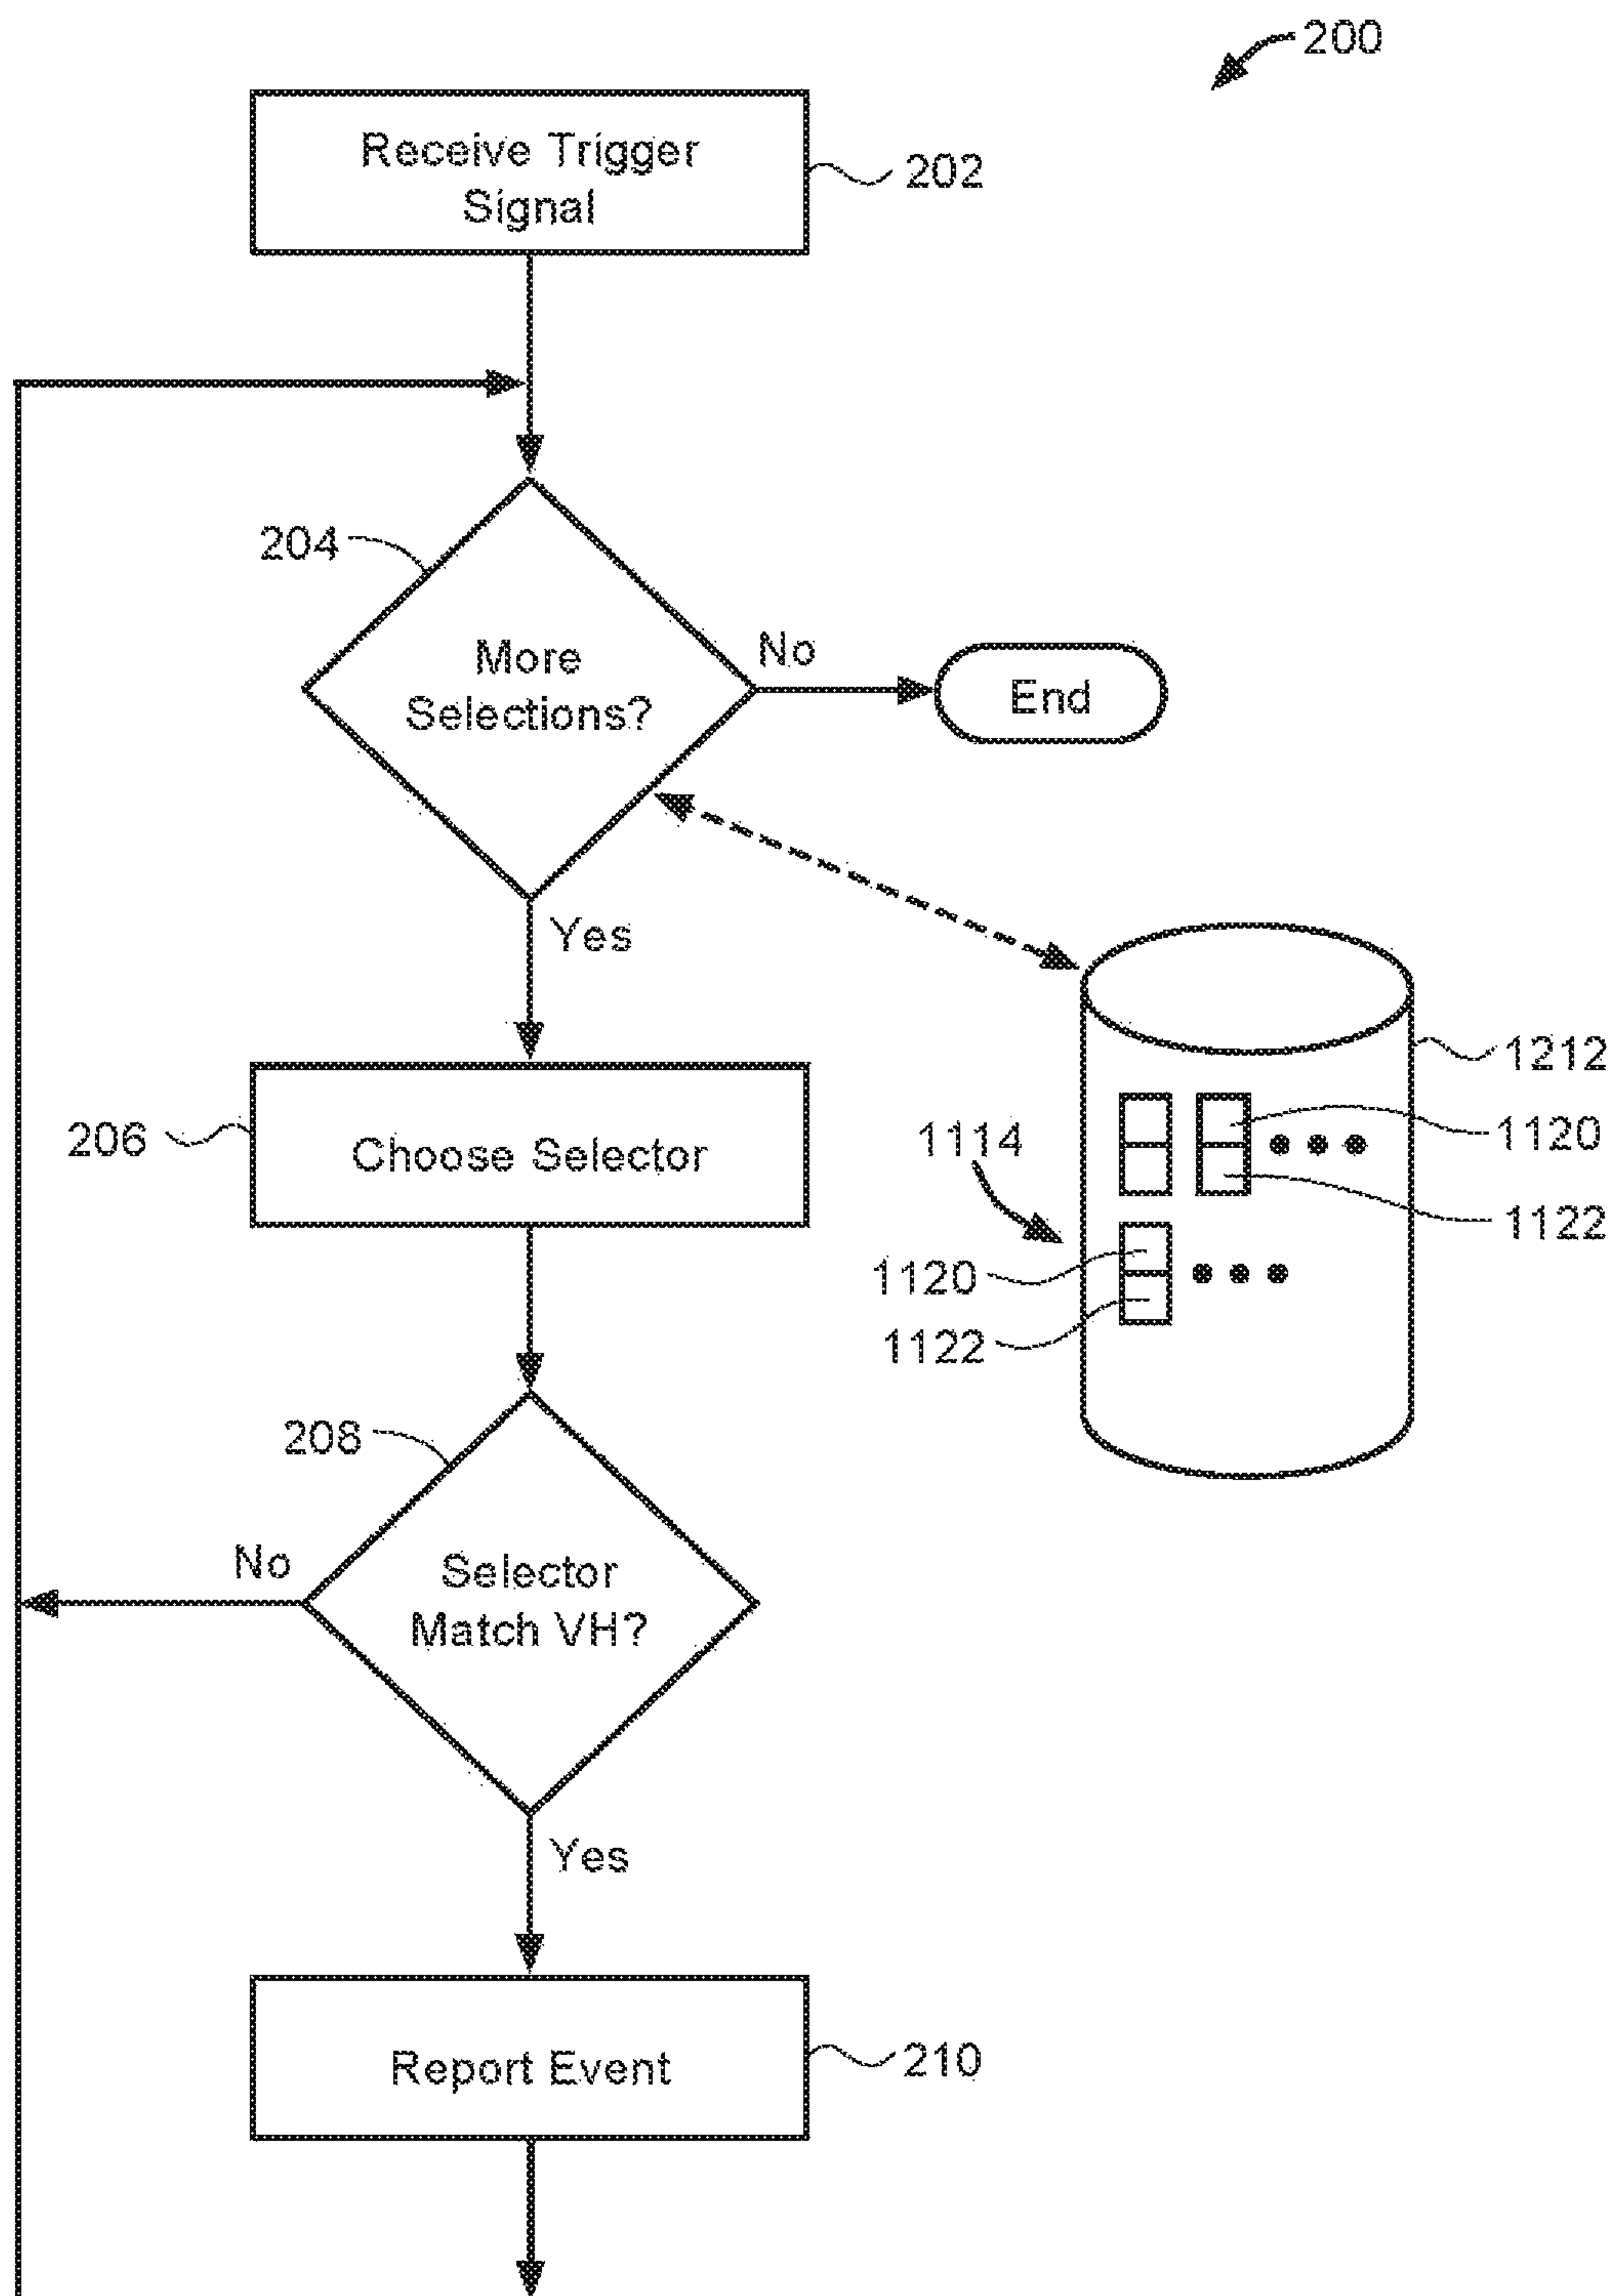 200
Receive Trigger
Signal
202
204
More
Selections?
No
End
Yes
1212
206
Choose Selector
1114
1120
1122
1120
1122
208
No
Selector
Match VH?
Yes
Report Event
210